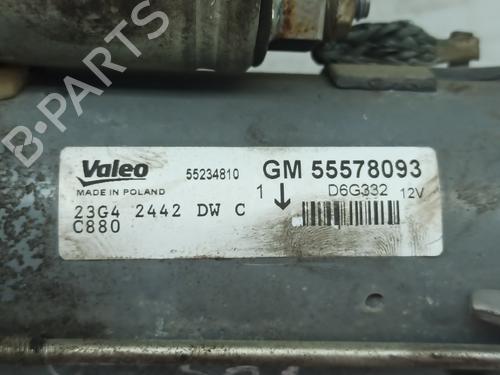 B-PARTS
Valeo 55234810 GM 55578093
MADE IN POLAND 1 D6G332 12V
23G4 2442 DW C
C880